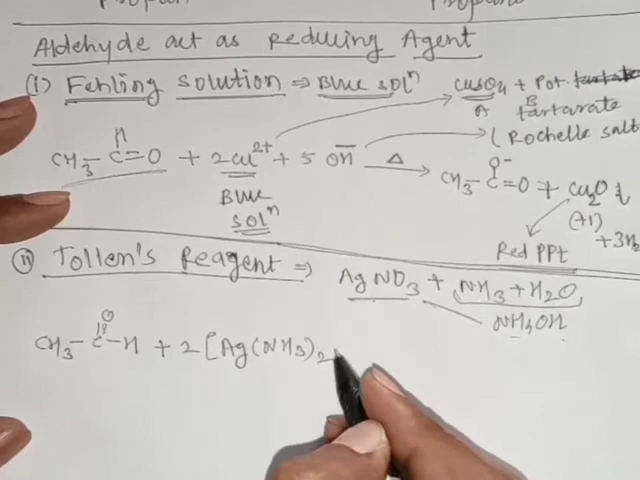 Aldehyde act as Reducing Agent
(i) Fehling Solution ⇒ Blue solⁿ CuSO4 + Pot. tartarate
A B tartarate
(Rochelle salt
H
CH3-C=O + 2Cu²⁺ + 5 OH̄ Δ → CH3-C=O + Cu2O ↓
O⁻
Blue
solⁿ
(+1)
Red PPt
+3H2
(ii) Tollen's Reagent ⇒ AgNO3 + NH3 + H2O
NH4OH
O
CH3-C-H + 2[Ag(NH3)2